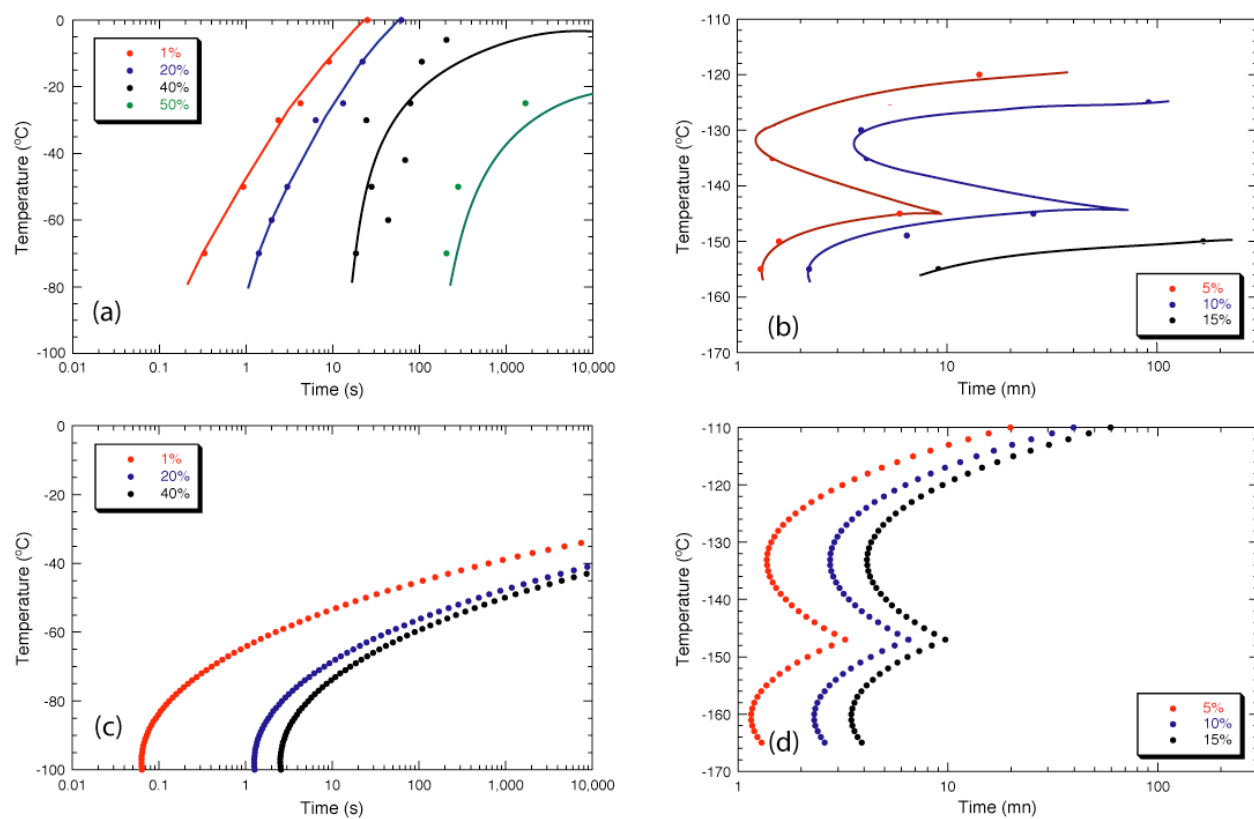 0
-20
-40
-60
-80
-100
Temperature (°C)
1%
20%
40%
50%
(a)
0.01 0.1 1 10 100 1,000 10,000
Time (s)
-110
-120
-130
-140
-150
-160
-170
Temperature (°C)
5%
10%
15%
(b)
1 10 100
Time (mn)
0
-20
-40
-60
-80
-100
Temperature (°C)
1%
20%
40%
(c)
0.01 0.1 1 10 100 1,000 10,000
Time (s)
-110
-120
-130
-140
-150
-160
-170
Temperature (°C)
5%
10%
15%
(d)
1 10 100
Time (mn)